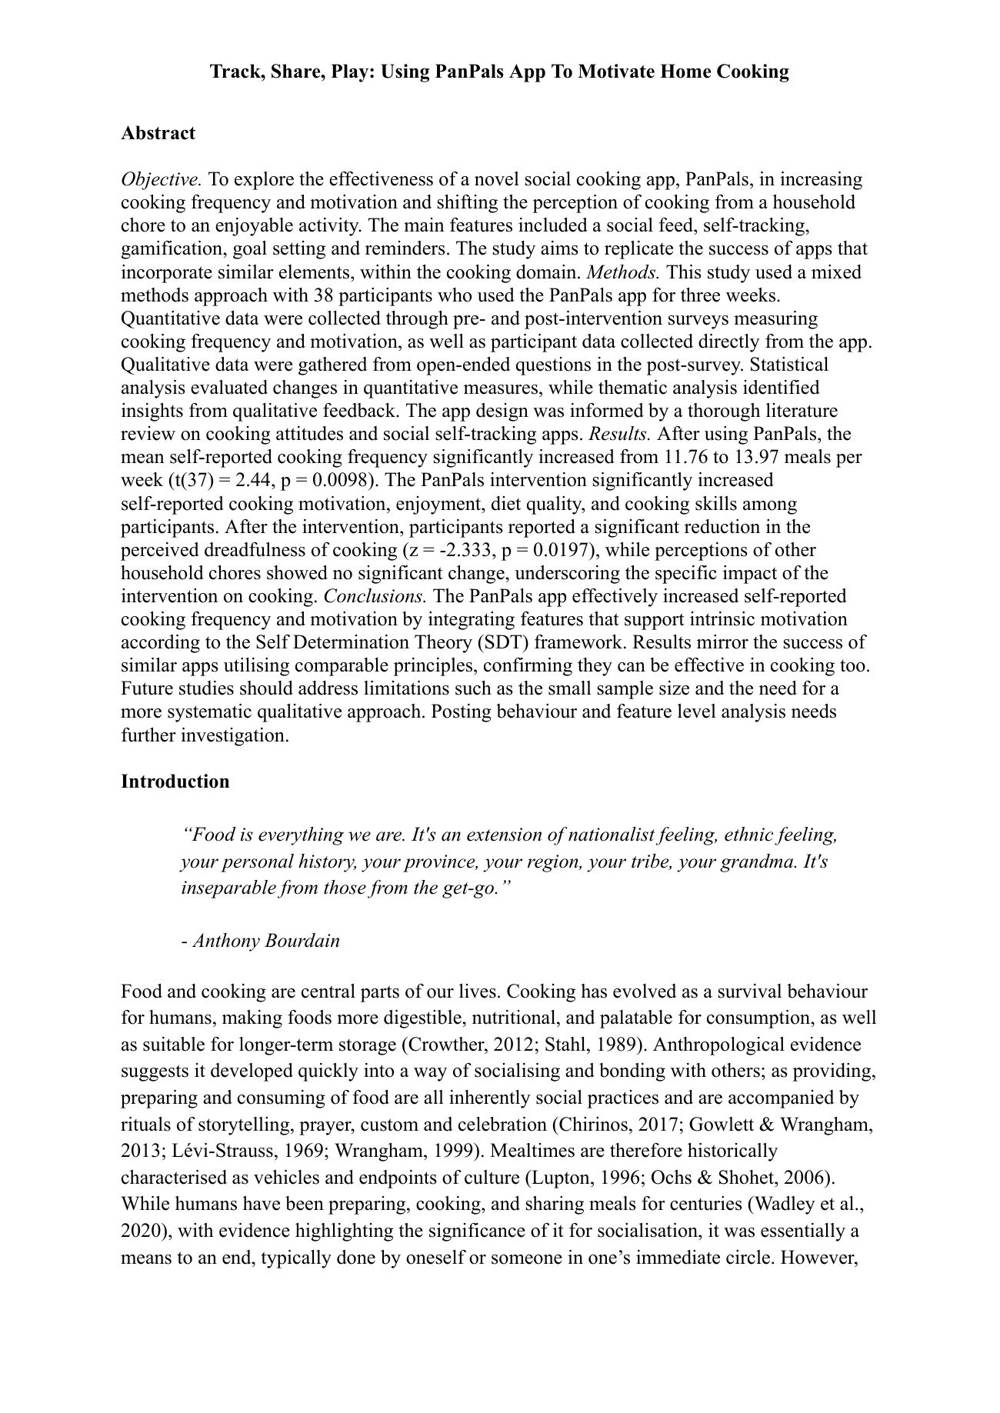 Track, Share, Play: Using PanPals App To Motivate Home Cooking
Abstract
Objective. To explore the effectiveness of a novel social cooking app, PanPals, in increasing
cooking frequency and motivation and shifting the perception of cooking from a household
chore to an enjoyable activity. The main features included a social feed, self-tracking,
gamification, goal setting and reminders. The study aims to replicate the success of apps that
incorporate similar elements, within the cooking domain. Methods. This study used a mixed
methods approach with 38 participants who used the PanPals app for three weeks.
Quantitative data were collected through pre- and post-intervention surveys measuring
cooking frequency and motivation, as well as participant data collected directly from the app.
Qualitative data were gathered from open-ended questions in the post-survey. Statistical
analysis evaluated changes in quantitative measures, while thematic analysis identified
insights from qualitative feedback. The app design was informed by a thorough literature
review on cooking attitudes and social self-tracking apps. Results. After using PanPals, the
mean self-reported cooking frequency significantly increased from 11.76 to 13.97 meals per
week (t(37) = 2.44, p = 0.0098). The PanPals intervention significantly increased
self-reported cooking motivation, enjoyment, diet quality, and cooking skills among
participants. After the intervention, participants reported a significant reduction in the
perceived dreadfulness of cooking (z = -2.333, p = 0.0197), while perceptions of other
household chores showed no significant change, underscoring the specific impact of the
intervention on cooking. Conclusions. The PanPals app effectively increased self-reported
cooking frequency and motivation by integrating features that support intrinsic motivation
according to the Self Determination Theory (SDT) framework. Results mirror the success of
similar apps utilising comparable principles, confirming they can be effective in cooking too.
Future studies should address limitations such as the small sample size and the need for a
more systematic qualitative approach. Posting behaviour and feature level analysis needs
further investigation.
Introduction
“Food is everything we are. It's an extension of nationalist feeling, ethnic feeling,
your personal history, your province, your region, your tribe, your grandma. It's
inseparable from those from the get-go.”
- Anthony Bourdain
Food and cooking are central parts of our lives. Cooking has evolved as a survival behaviour
for humans, making foods more digestible, nutritional, and palatable for consumption, as well
as suitable for longer-term storage (Crowther, 2012; Stahl, 1989). Anthropological evidence
suggests it developed quickly into a way of socialising and bonding with others; as providing,
preparing and consuming of food are all inherently social practices and are accompanied by
rituals of storytelling, prayer, custom and celebration (Chirinos, 2017; Gowlett & Wrangham,
2013; Lévi-Strauss, 1969; Wrangham, 1999). Mealtimes are therefore historically
characterised as vehicles and endpoints of culture (Lupton, 1996; Ochs & Shohet, 2006).
While humans have been preparing, cooking, and sharing meals for centuries (Wadley et al.,
2020), with evidence highlighting the significance of it for socialisation, it was essentially a
means to an end, typically done by oneself or someone in one’s immediate circle. However,